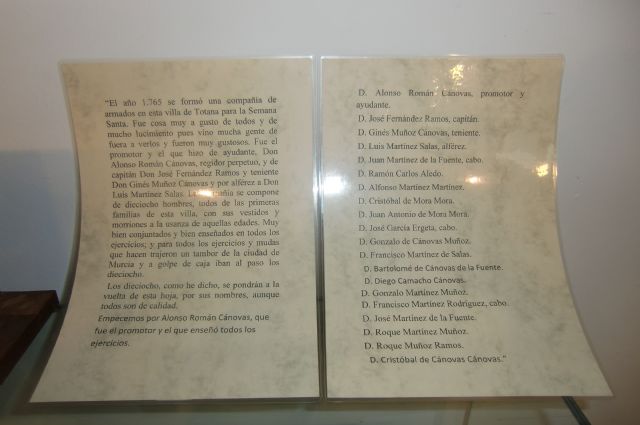 “El año 1.765 se formó una compañía de
armados en esta villa de Totana para la Semana
Santa. Fue cosa muy a gusto de todos y de
mucho lucimiento pues vino mucha gente de
fuera a verlos y fueron muy gustosos. Fue el
promotor y el que hizo de ayudante, Don
Alonso Román Cánovas, regidor perpetuo, y de
capitán Don José Fernández Ramos y teniente
Don Ginés Muñoz Cánovas y por alférez a Don
Luis Martínez Salas. La compañía se compone
de dieciocho hombres, todos de las primeras
familias de esta villa, con sus vestidos y
morriones a la usanza de aquellas edades. Muy
bien conjuntados y bien enseñados en todos los
ejercicios; y para todos los ejercicios y mudas
que hacen trajeron un tambor de la ciudad de
Murcia y a golpe de caja iban al paso los
dieciocho.
Los dieciocho, como he dicho, se pondrán a la
vuelta de esta hoja, por sus nombres, aunque
todos son de calidad.
Empecemos por Alonso Román Cánovas, que
fue el promotor y el que enseñó todos los
ejercicios.
D. Alonso Román Cánovas, promotor y
ayudante.
D. José Fernández Ramos, capitán.
D. Ginés Muñoz Cánovas, teniente.
D. Luis Martínez Salas, alférez.
D. Juan Martínez de la Fuente, cabo.
D. Ramón Carlos Aledo.
D. Alfonso Martínez Martínez.
D. Cristóbal de Mora Mora.
D. Juan Antonio de Mora Mora.
D. José García Ergeta, cabo.
D. Gonzalo de Cánovas Muñoz.
D. Francisco Martínez de Salas.
D. Bartolomé de Cánovas de la Fuente.
D. Diego Camacho Cánovas.
D. Gonzalo Martínez Muñoz.
D. Francisco Martínez Rodríguez, cabo.
D. José Martínez de la Fuente.
D. Roque Martínez Muñoz.
D. Roque Muñoz Ramos.
D. Cristóbal de Cánovas Cánovas.”